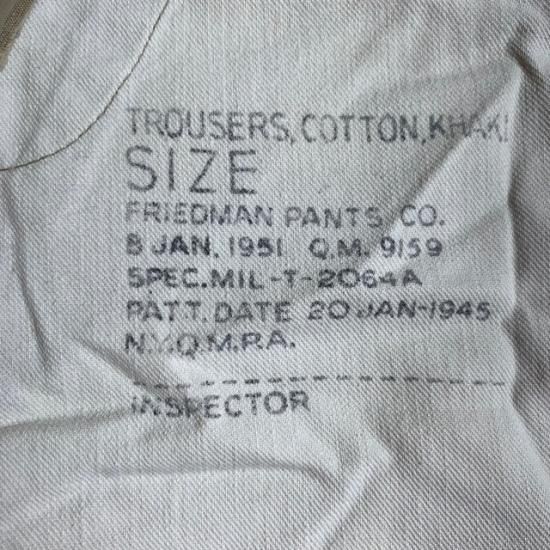 TROUSERS, COTTON, KHAKI
SIZE
FRIEDMAN PANTS CO.
8 JAN. 1951 Q.M. 9159
SPEC. MIL-T-2064A
PATT. DATE 20 JAN-1945
N.Y.Q.M.P.A.
INSPECTOR